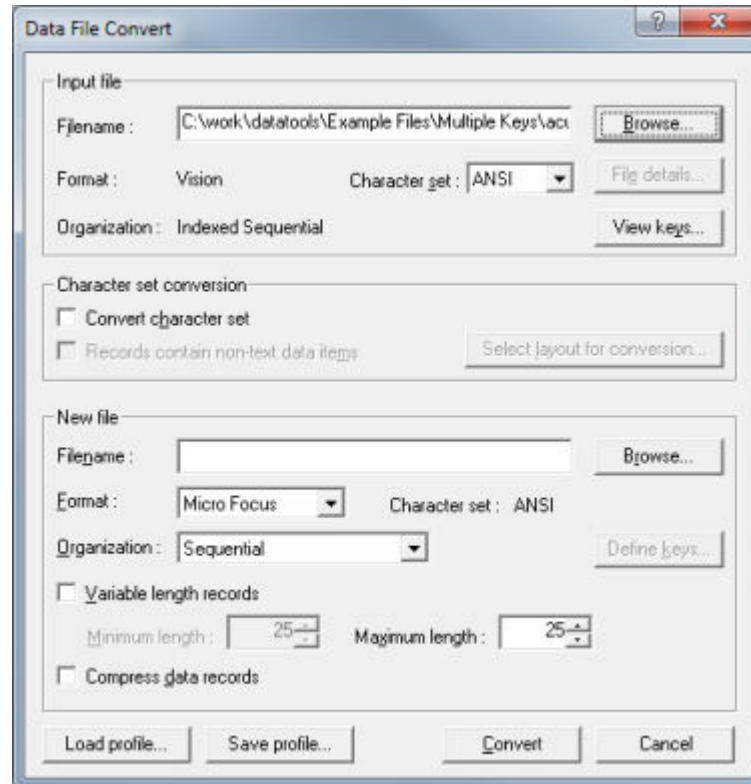 Data File Convert
Input file
Filename : C:\work\datatools\Example Files\Multiple Keys\acu Browse...
Format : Vision Character set : ANSI File details...
Organization : Indexed Sequential View keys...
Character set conversion
Convert character set
Records contain non-text data items Select layout for conversion...
New file
Filename : Browse...
Format : Micro Focus Character set : ANSI
Organization : Sequential Define keys...
Variable length records
Minimum length : 25 Maximum length : 25
Compress data records
Load profile... Save profile... Convert Cancel